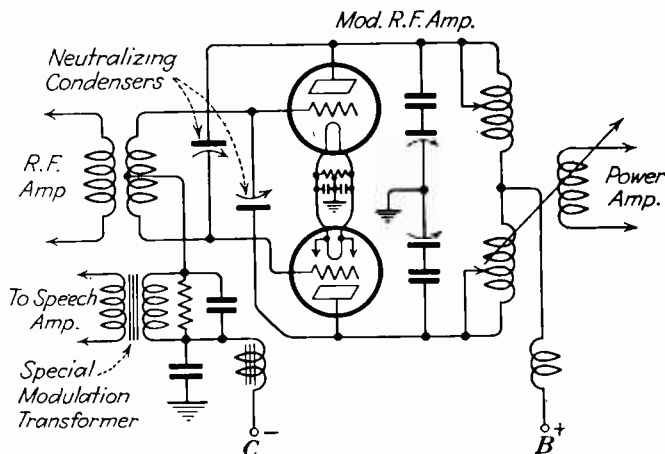 Mod. R.F. Amp.
Neutralizing
Condensers
R.F.
Amp
Power
Amp.
To Speech
Amp.
Special
Modulation
Transformer
C −
B +